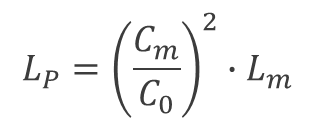 L_P = (C_m / C_0)^2 · L_m